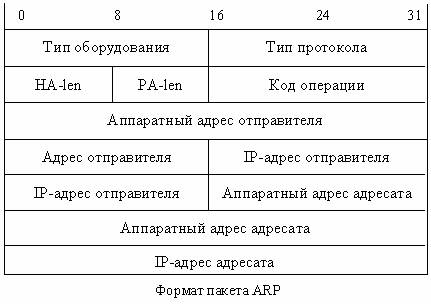 0 8 16 24 31
Тип оборудования Тип протокола
HA-len PA-len Код операции
Аппаратный адрес отправителя
Адрес отправителя IP-адрес отправителя
IP-адрес отправителя Аппаратный адрес адресата
Аппаратный адрес адресата
IP-адрес адресата
Формат пакета ARP